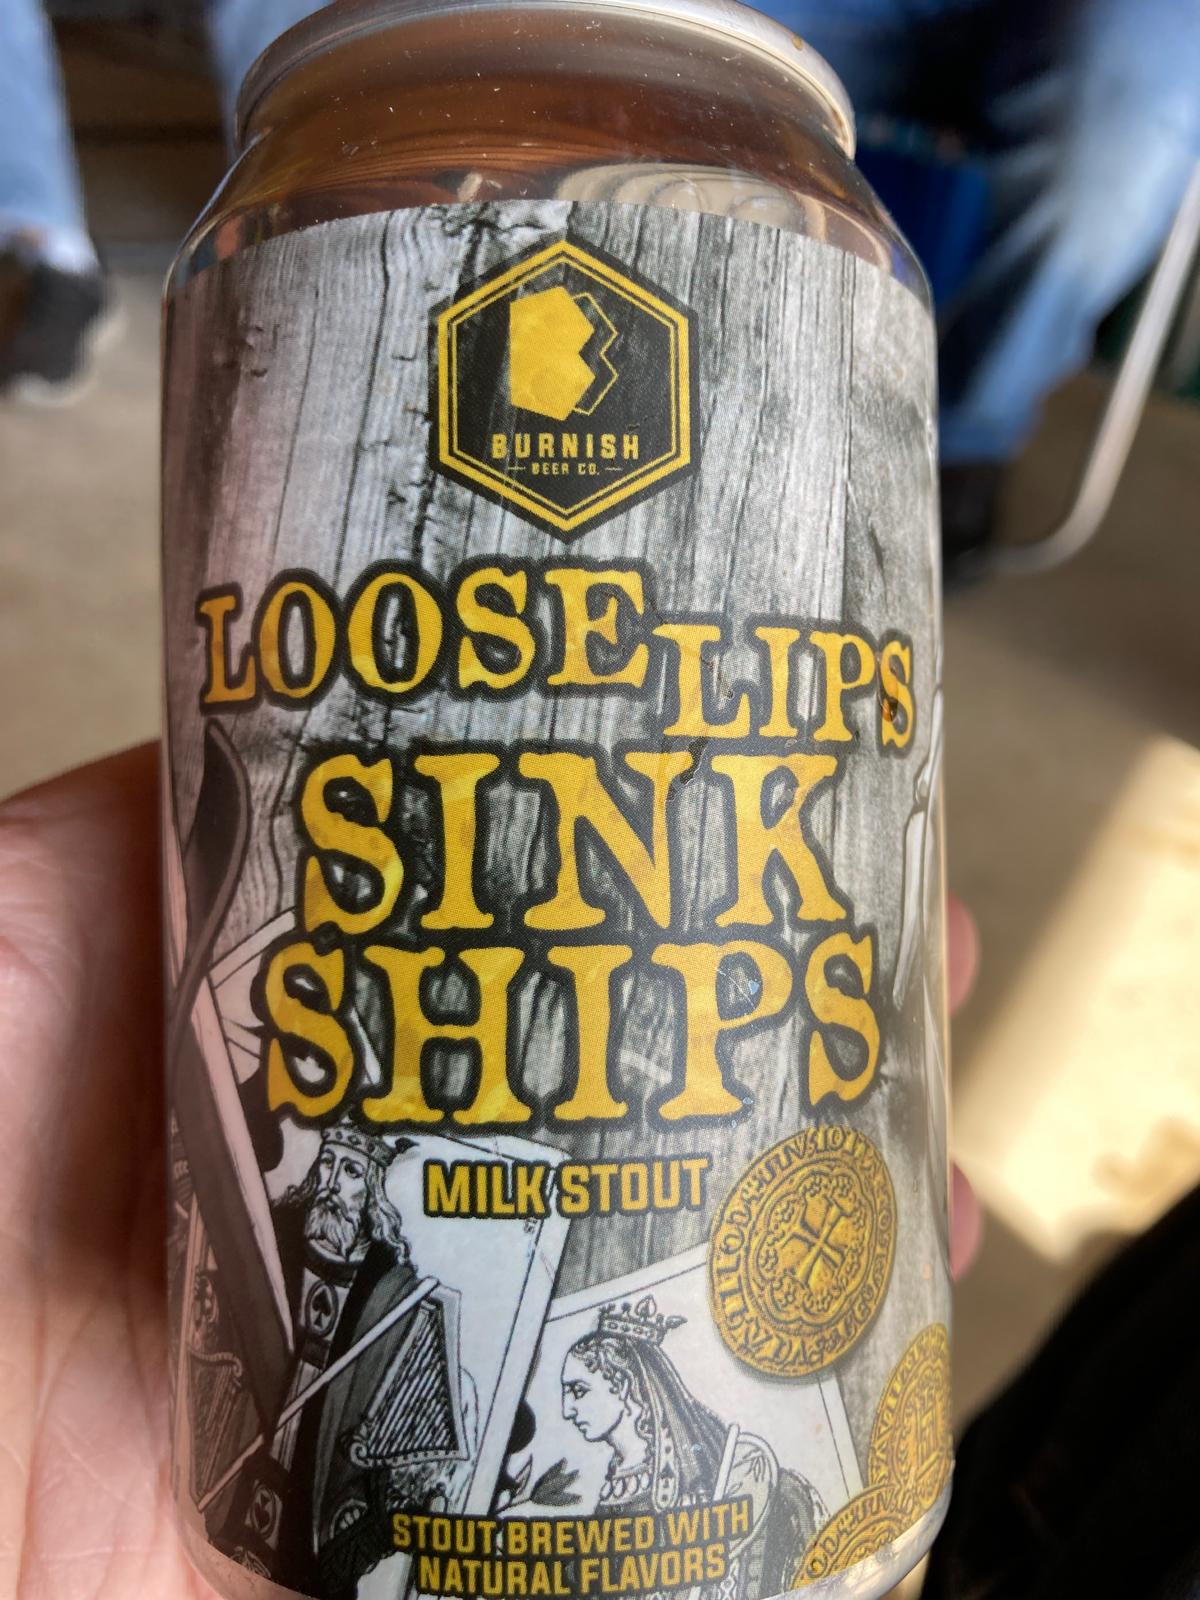 BURNISH
BEER CO.
LOOSE LIPS
SINK
SHIPS
MILK STOUT
STOUT BREWED WITH
NATURAL FLAVORS